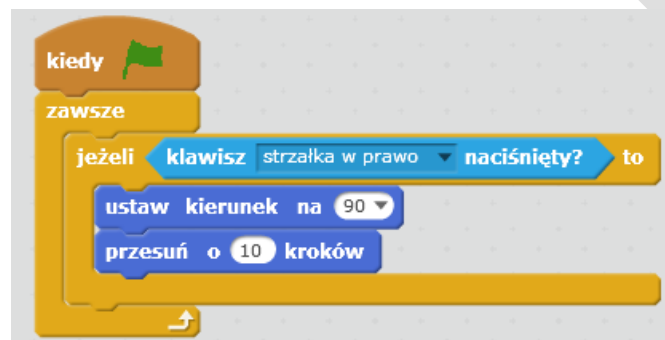 kiedy
zawsze
jeżeli klawisz strzałka w prawo naciśnięty? to
ustaw kierunek na 90
przesuń o 10 kroków